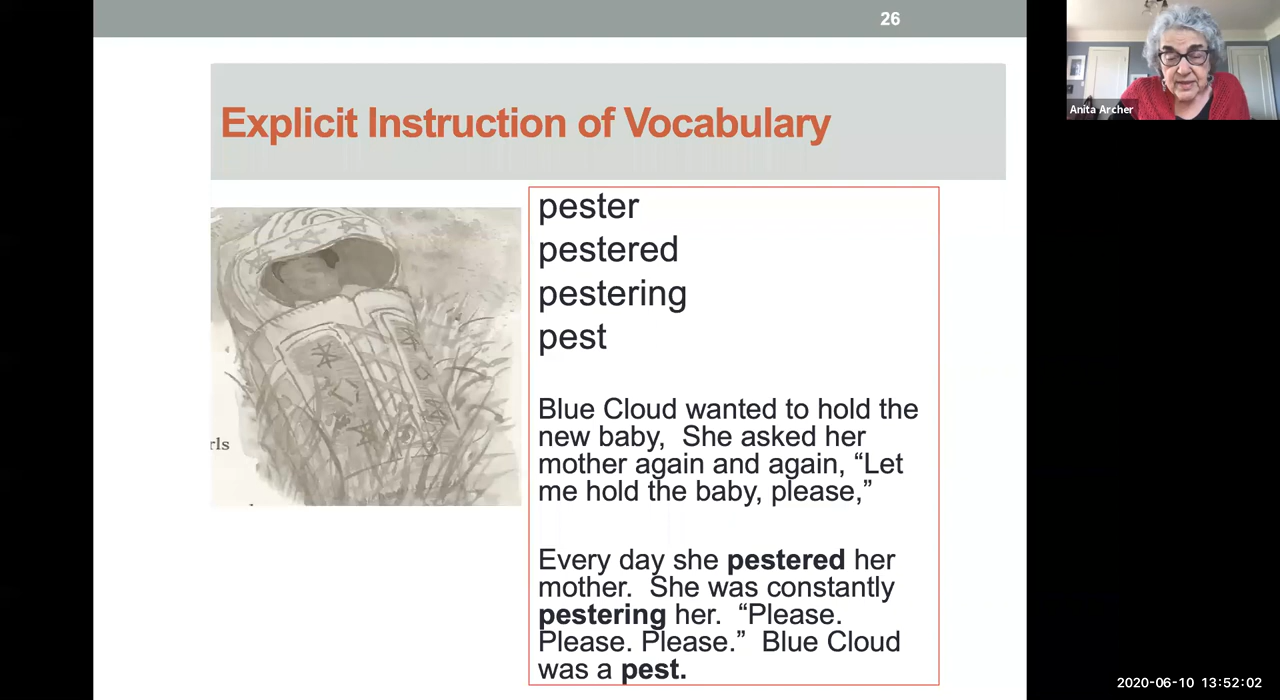 26
Anita Archer
Explicit Instruction of Vocabulary
pester
pestered
pestering
pest
Blue Cloud wanted to hold the
new baby,  She asked her
mother again and again, “Let
me hold the baby, please,”
Every day she pestered her
mother.  She was constantly
pestering her.  “Please.
Please. Please.”  Blue Cloud
was a pest.
rls
2020-06-10 13:52:02